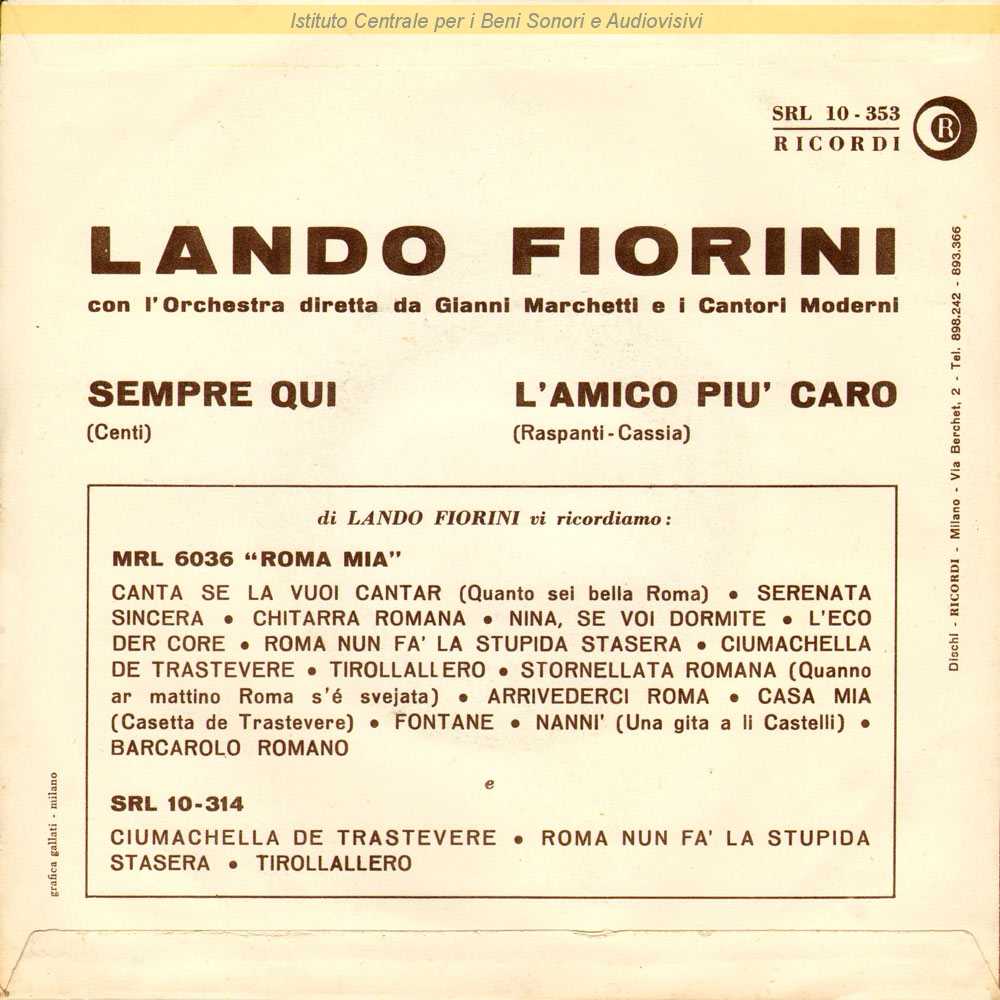 Istituto Centrale per i Beni Sonori e Audiovisivi
SRL 10-353
RICORDI
R
LANDO FIORINI
con l'Orchestra diretta da Gianni Marchetti e i Cantori Moderni
SEMPRE QUI
(Centi)
L'AMICO PIU' CARO
(Raspanti-Cassia)
di LANDO FIORINI vi ricordiamo:
MRL 6036 "ROMA MIA"
CANTA SE LA VUOI CANTAR (Quanto sei bella Roma) • SERENATA
SINCERA • CHITARRA ROMANA • NINA, SE VOI DORMITE • L'ECO
DER CORE • ROMA NUN FA' LA STUPIDA STASERA • CIUMACHELLA
DE TRASTEVERE • TIROLLALLERO • STORNELLATA ROMANA (Quanno
ar mattino Roma s'é svejata) • ARRIVEDERCI ROMA • CASA MIA
(Casetta de Trastevere) • FONTANE • NANNI' (Una gita a li Castelli) •
BARCAROLO ROMANO
e
SRL 10-314
CIUMACHELLA DE TRASTEVERE • ROMA NUN FA' LA STUPIDA
STASERA • TIROLLALLERO
Dischi - RICORDI - Milano - Via Berchet, 2 - Tel. 898.242 - 893.366
grafica gallati - milano